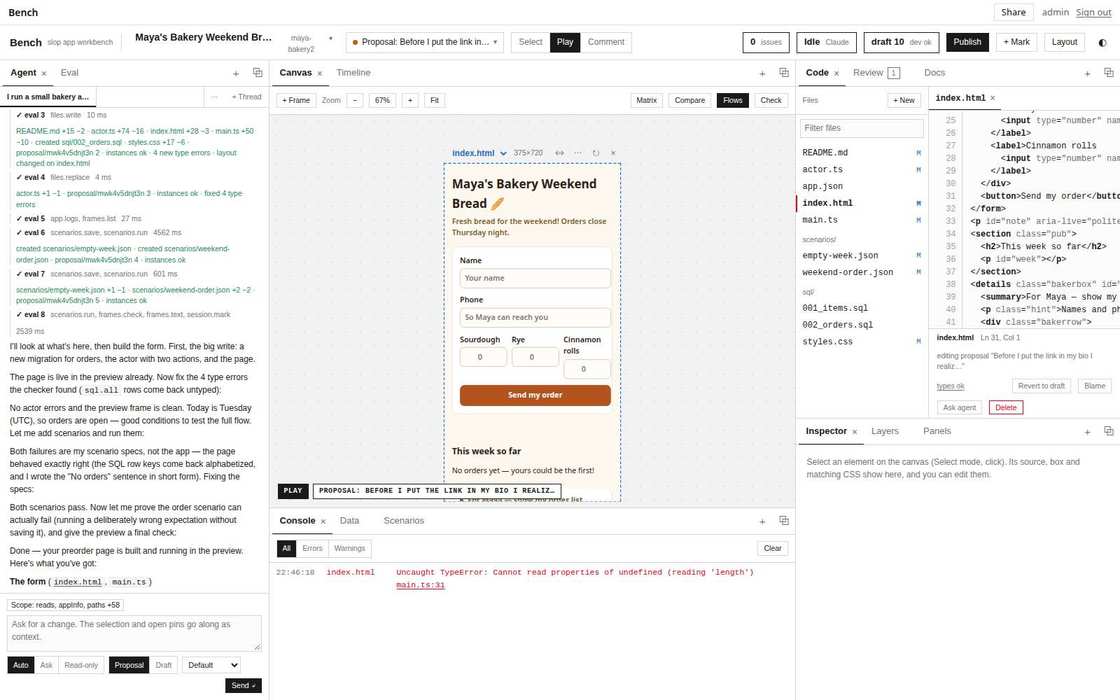 Bench
Share admin Sign out
Bench slop app workbench
Maya's Bakery Weekend Br…
maya-
bakery2
Proposal: Before I put the link in…
Select Play Comment
0 issues
Idle Claude
draft 10 dev ok
Publish
+ Mark
Layout
Agent × Eval +
I run a small bakery a… ⋯ + Thread
✓ eval 3 files.write 10 ms
README.md +15 −2 · actor.ts +74 −16 · index.html +28 −3 · main.ts +50
−10 · created sql/002_orders.sql · styles.css +17 −6 ·
proposal/mwk4v5dnjt3n 2 · instances ok · 4 new type errors · layout
changed on index.html
✓ eval 4 files.replace 4 ms
actor.ts +1 −1 · proposal/mwk4v5dnjt3n 3 · instances ok · fixed 4 type
errors
✓ eval 5 app.logs, frames.list 27 ms
✓ eval 6 scenarios.save, scenarios.run 4562 ms
created scenarios/empty-week.json · created scenarios/weekend-
order.json · proposal/mwk4v5dnjt3n 4 · instances ok
✓ eval 7 scenarios.save, scenarios.run 601 ms
scenarios/empty-week.json +1 −1 · scenarios/weekend-order.json +2 −2 ·
proposal/mwk4v5dnjt3n 5 · instances ok
✓ eval 8 scenarios.run, frames.check, frames.text, session.mark
2539 ms
I'll look at what's here, then build the form. First, the big write: a
new migration for orders, the actor with two actions, and the page.
The page is live in the preview already. Now fix the 4 type errors
the checker found ( sql.all rows come back untyped):
No actor errors and the preview frame is clean. Today is Tuesday
(UTC), so orders are open — good conditions to test the full flow.
Let me add scenarios and run them:
Both failures are my scenario specs, not the app — the page
behaved exactly right (the SQL row keys come back alphabetized,
and I wrote the "No orders" sentence in short form). Fixing the
specs:
Both scenarios pass. Now let me prove the order scenario can
actually fail (running a deliberately wrong expectation without
saving it), and give the preview a final check:
Done — your preorder page is built and running in the preview.
Here's what you've got:
The form ( index.html , main.ts )
Scope: reads, appInfo, paths +58
Ask for a change. The selection and open pins go along as
context.
Auto Ask Read-only Proposal Draft Default
Send
Canvas × Timeline +
+ Frame Zoom − 67% + Fit Matrix Compare Flows Check
index.html 375×720 ⋯ ×
Maya's Bakery Weekend
Bread 🥖
Fresh bread for the weekend! Orders close
Thursday night.
Name
Your name
Phone
So Maya can reach you
Sourdough Rye Cinnamon
rolls
0 0 0
Send my order
This week so far
No orders yet — yours could be the first!
PLAY PROPOSAL: BEFORE I PUT THE LINK IN MY BIO I REALIZ…
Console × Data Scenarios +
All Errors Warnings Clear
22:46:18 index.html Uncaught TypeError: Cannot read properties of undefined (reading 'length')
main.ts:31
Code × Review 1 Docs +
Files + New
Filter files
README.md M
actor.ts M
app.json
index.html M
main.ts M
scenarios/
empty-week.json M
weekend-order.json M
sql/
001_items.sql
002_orders.sql
styles.css M
index.html ×
25 <input type="number" nam
26 </label>
27 <label>Cinnamon rolls
28 <input type="number" nam
29 </label>
30 </div>
31 <button>Send my order</butto
32 </form>
33 <p id="note" aria-live="polite
34 <section class="pub">
35 <h2>This week so far</h2>
36 <p id="week"></p>
37 </section>
38 <details class="bakerbox" id="
39 <summary>For Maya — show my
40 <p class="hint">Names and ph
41 <div class="bakerrow">
index.html Ln 31, Col 1
editing proposal "Before I put the link in my bio I
realiz…"
types ok Revert to draft Blame
Ask agent Delete
Inspector × Layers Panels +
Select an element on the canvas (Select mode, click). Its source, box and
matching CSS show here, and you can edit them.